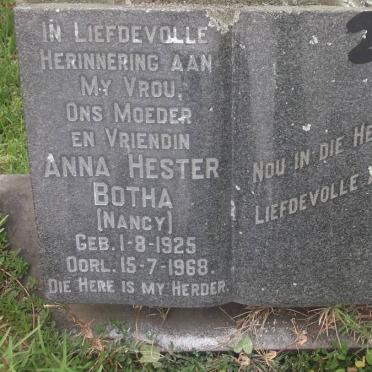 IN LIEFDEVOLLE
HERINNERING AAN
MY VROU,
ONS MOEDER
EN VRIENDIN
ANNA HESTER
BOTHA
(NANCY)
GEB. 1-8-1925
OORL. 15-7-1968.
DIE HERE IS MY HERDER.
NOU IN DIE
LIEFDEVOLLE
2